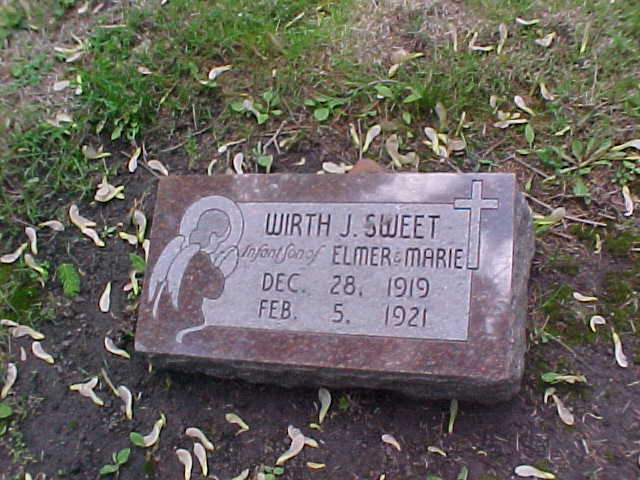 WIRTH J. SWEET
Infant Son of ELMER & MARIE
DEC. 28. 1919
FEB. 5. 1921